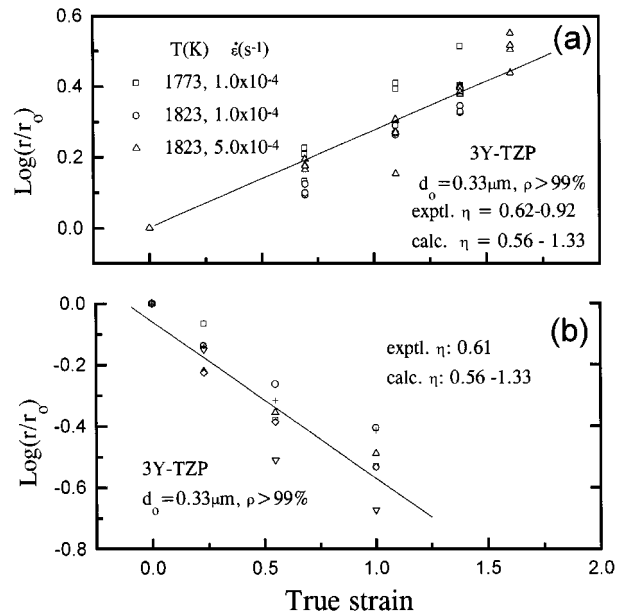 (a)
T(K) ε̇(s⁻¹)
□ 1773, 1.0x10⁻⁴
○ 1823, 1.0x10⁻⁴
△ 1823, 5.0x10⁻⁴
3Y-TZP
dₒ=0.33μm, ρ>99%
exptl. η = 0.62-0.92
calc. η = 0.56 - 1.33
Log(r/rₒ)
0.6
0.4
0.2
0.0
(b)
exptl. η: 0.61
calc. η: 0.56 -1.33
3Y-TZP
dₒ=0.33μm, ρ>99%
Log(r/rₒ)
0.0
-0.2
-0.4
-0.6
-0.8
0.0 0.5 1.0 1.5 2.0
True strain